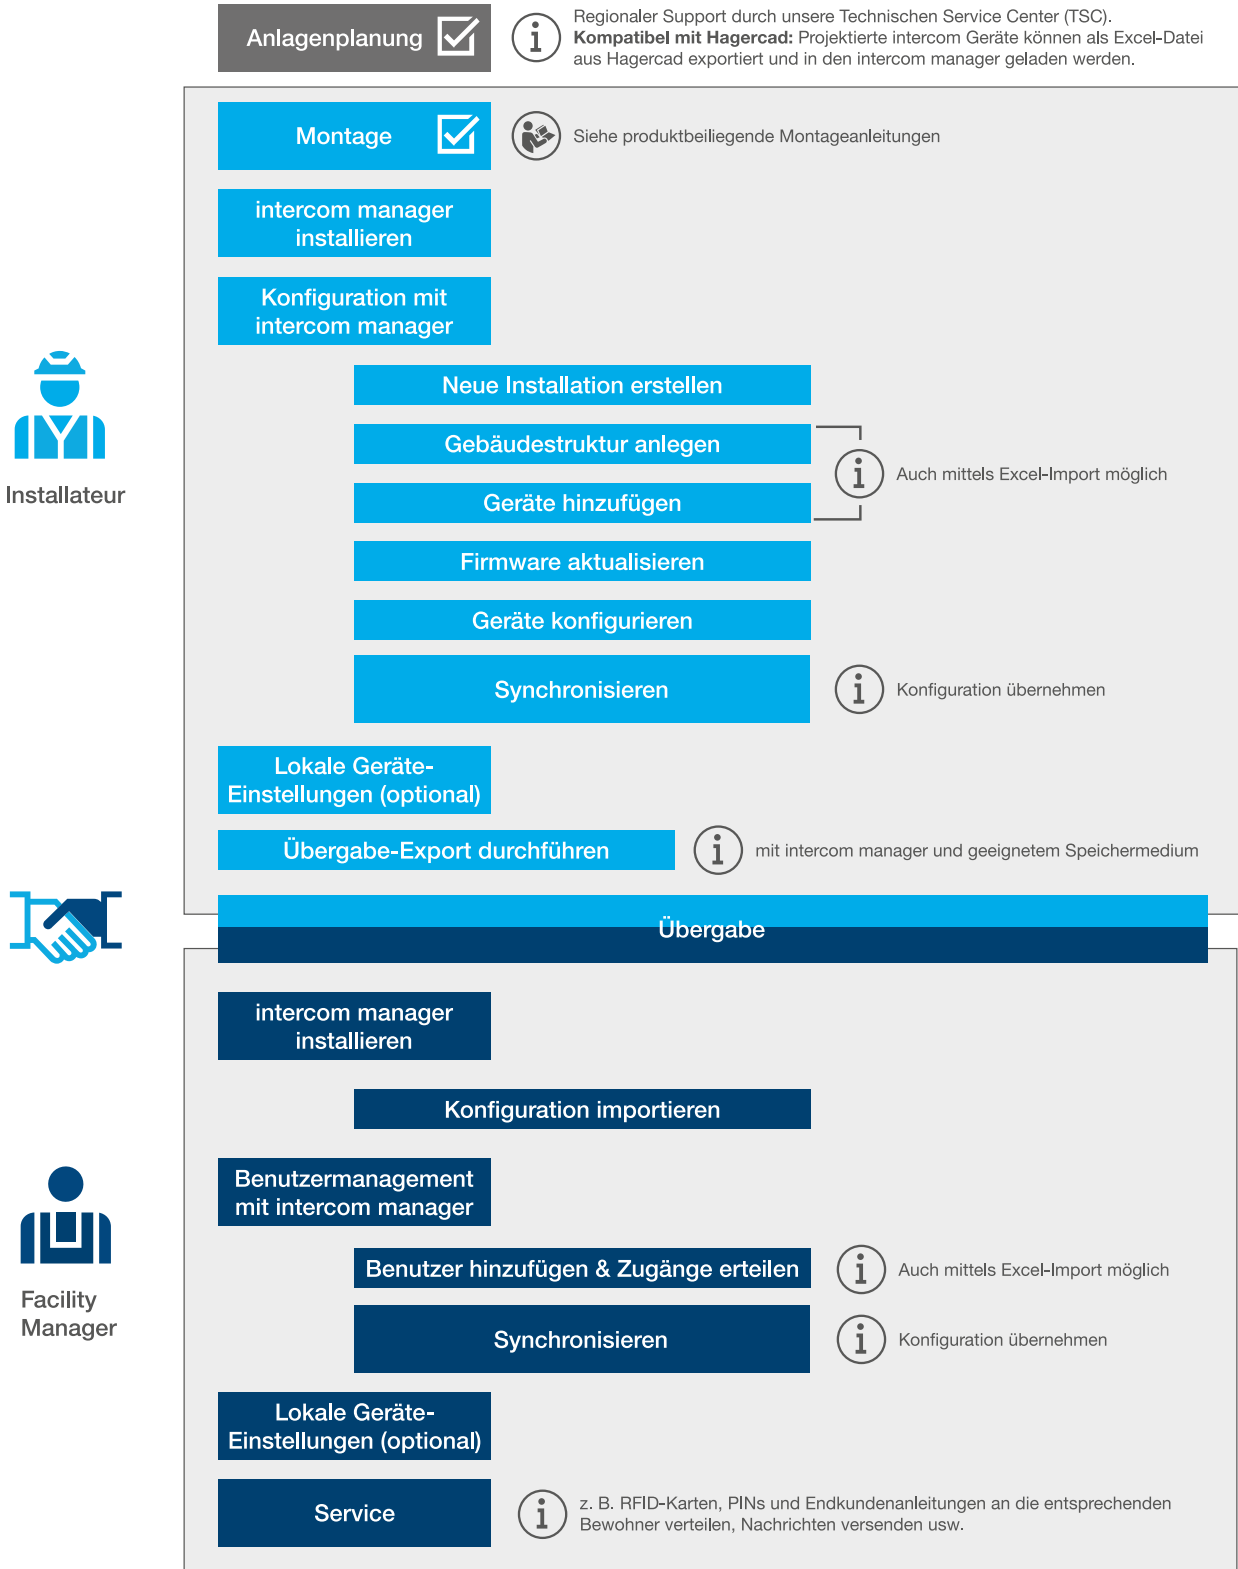 Anlagenplanung
Regionaler Support durch unsere Technischen Service Center (TSC).
Kompatibel mit Hagercad: Projektierte intercom Geräte können als Excel-Datei
aus Hagercad exportiert und in den intercom manager geladen werden.
Montage
Siehe produktbeiliegende Montageanleitungen
intercom manager
installieren
Konfiguration mit
intercom manager
Neue Installation erstellen
Gebäudestruktur anlegen
Auch mittels Excel-Import möglich
Geräte hinzufügen
Installateur
Firmware aktualisieren
Geräte konfigurieren
Synchronisieren
Konfiguration übernehmen
Lokale Geräte-
Einstellungen (optional)
Übergabe-Export durchführen
mit intercom manager und geeignetem Speichermedium
Übergabe
intercom manager
installieren
Konfiguration importieren
Benutzermanagement
mit intercom manager
Benutzer hinzufügen & Zugänge erteilen
Auch mittels Excel-Import möglich
Facility
Manager
Synchronisieren
Konfiguration übernehmen
Lokale Geräte-
Einstellungen (optional)
Service
z. B. RFID-Karten, PINs und Endkundenanleitungen an die entsprechenden
Bewohner verteilen, Nachrichten versenden usw.